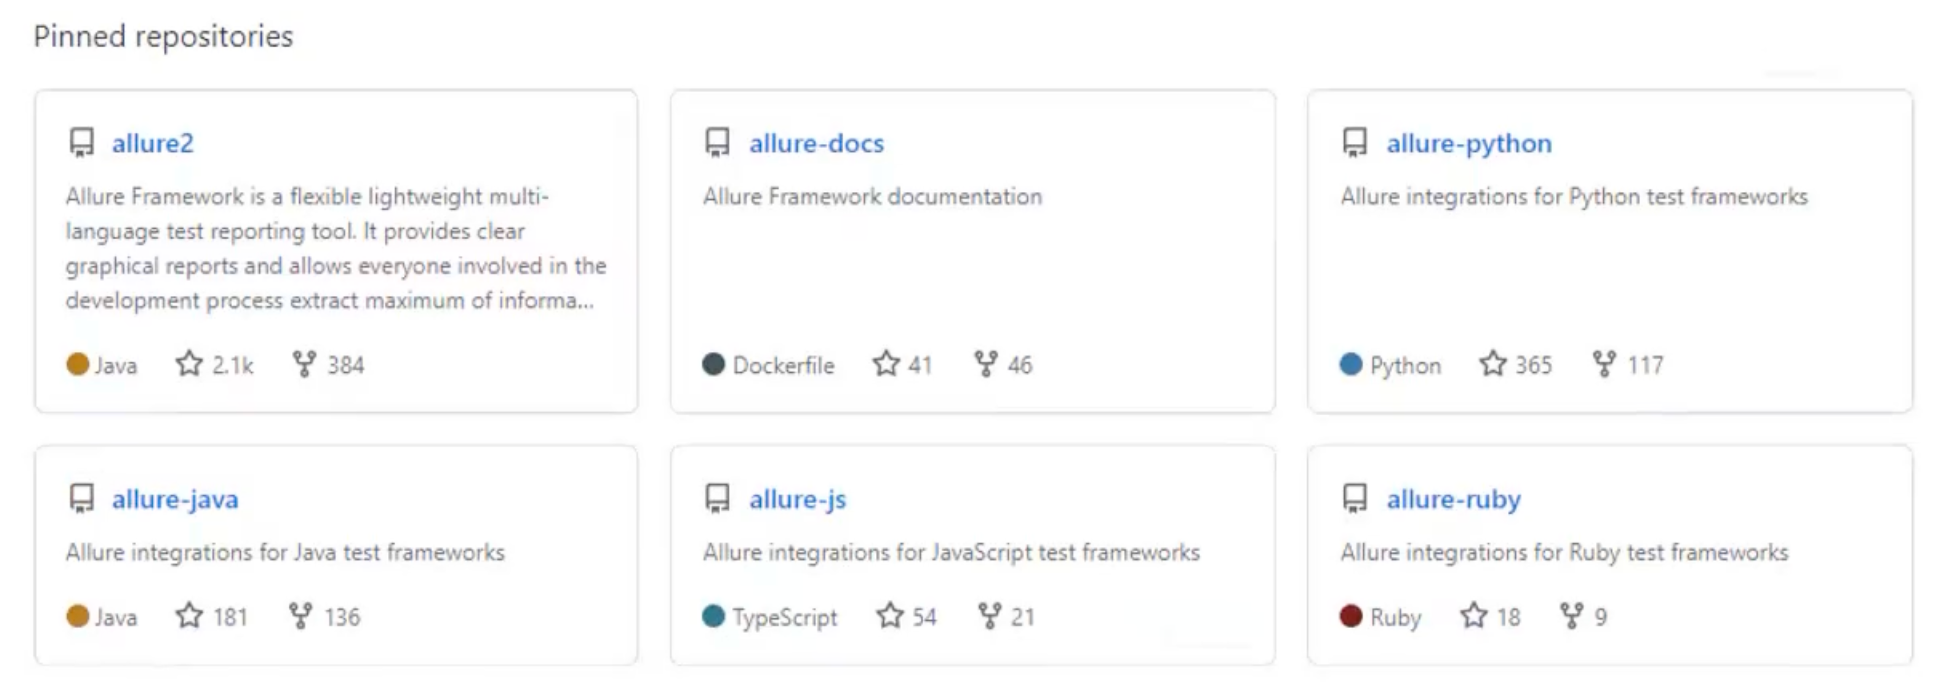 Pinned repositories
allure2
Allure Framework is a flexible lightweight multi-
language test reporting tool. It provides clear
graphical reports and allows everyone involved in the
development process extract maximum of informa...
Java 2.1k 384
allure-docs
Allure Framework documentation
Dockerfile 41 46
allure-python
Allure integrations for Python test frameworks
Python 365 117
allure-java
Allure integrations for Java test frameworks
Java 181 136
allure-js
Allure integrations for JavaScript test frameworks
TypeScript 54 21
allure-ruby
Allure integrations for Ruby test frameworks
Ruby 18 9